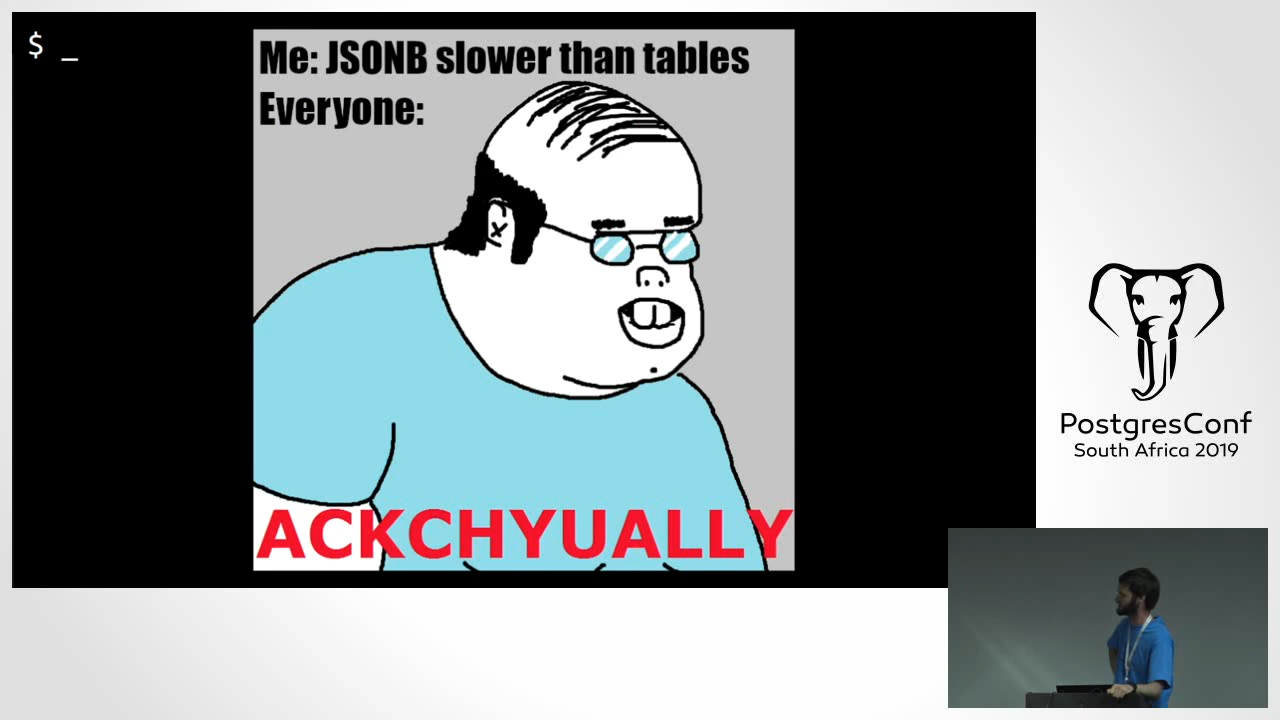 $ _
Me: JSONB slower than tables
Everyone:
ACKCHYUALLY
PostgresConf
South Africa 2019